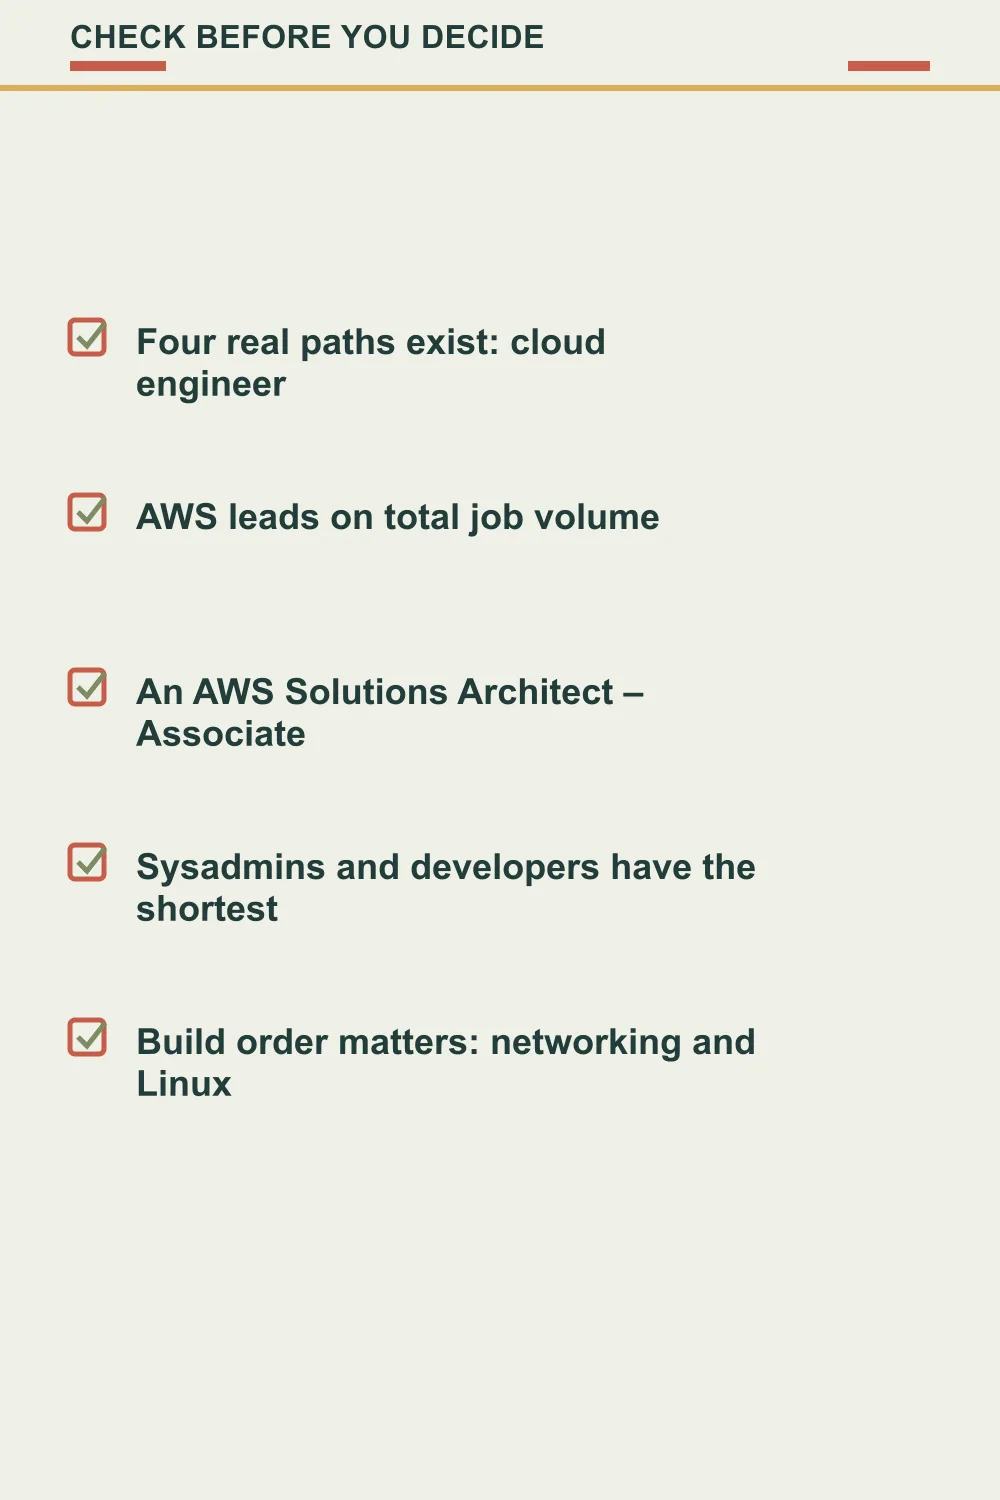 CHECK BEFORE YOU DECIDE
Four real paths exist: cloud
engineer
AWS leads on total job volume
An AWS Solutions Architect –
Associate
Sysadmins and developers have the
shortest
Build order matters: networking and
Linux